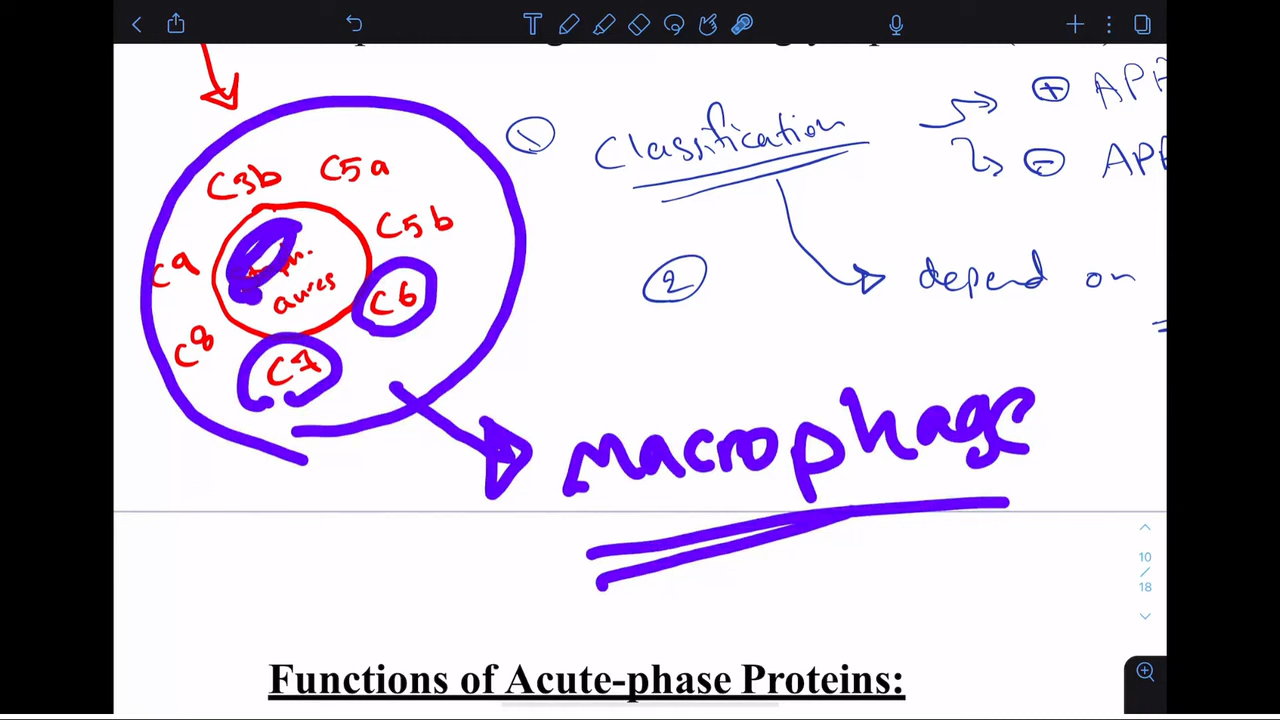 C3b
C5a
C5b
C9
C6
aures
C8
C7
1 Classification
+ APP
- APP
2
depend on
macrophage
10
/
18
Functions of Acute-phase Proteins: